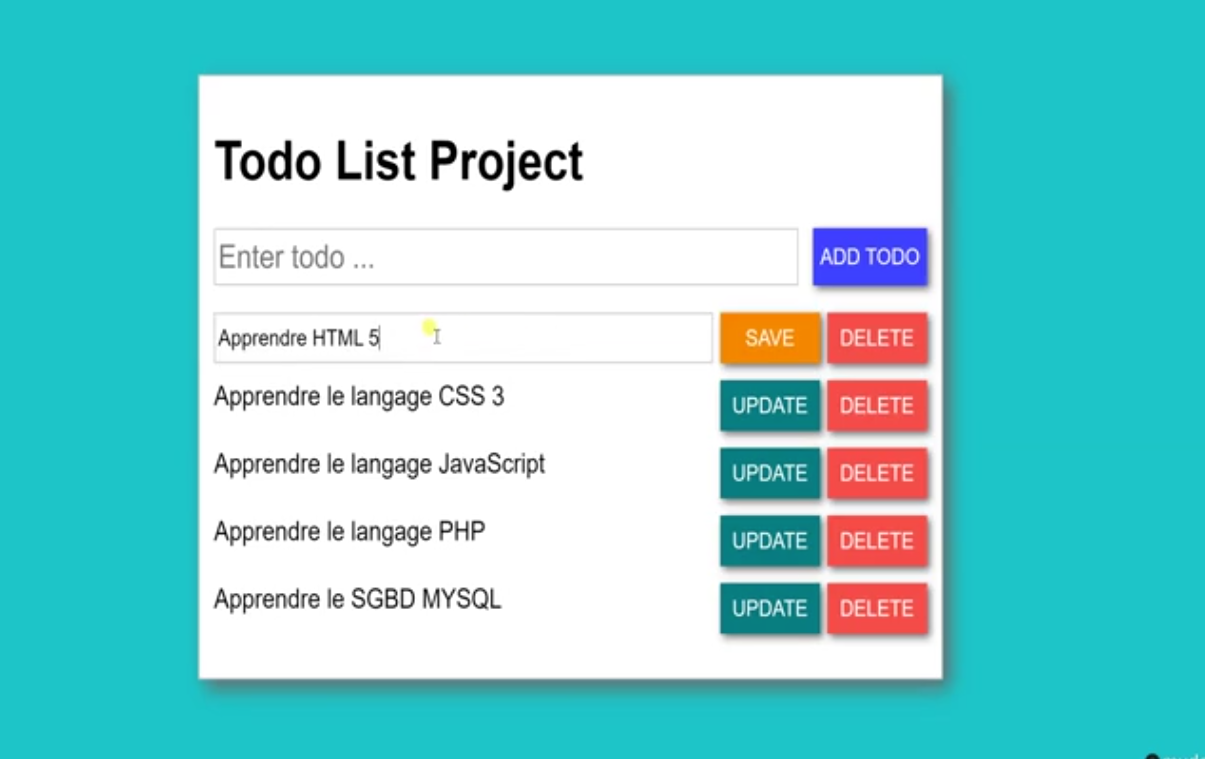 Todo List Project
Enter todo ... ADD TODO
Apprendre HTML 5 SAVE DELETE
Apprendre le langage CSS 3 UPDATE DELETE
Apprendre le langage JavaScript UPDATE DELETE
Apprendre le langage PHP UPDATE DELETE
Apprendre le SGBD MYSQL UPDATE DELETE